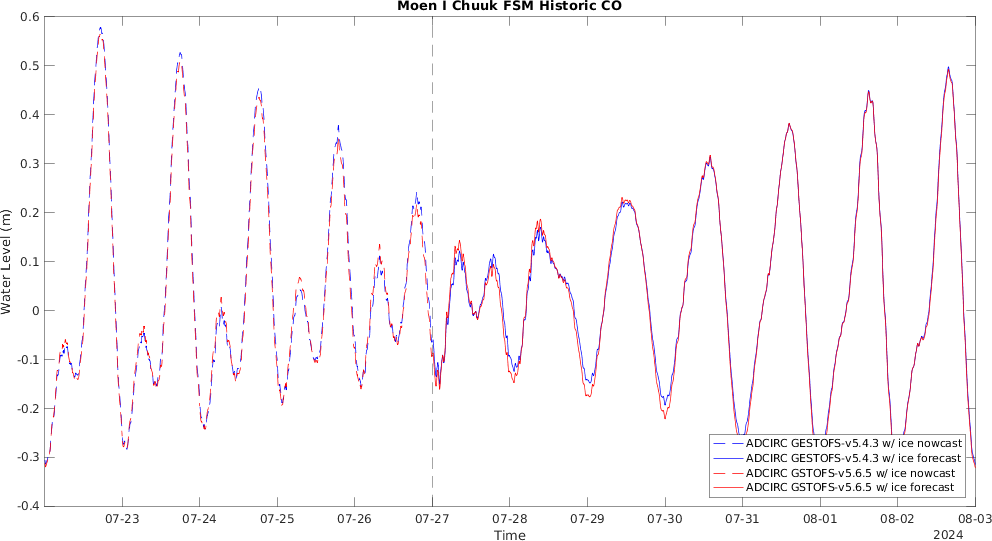 Moen I Chuuk FSM Historic CO
0.6
0.5
0.4
0.3
0.2
0.1
0
-0.1
-0.2
-0.3
-0.4
Water Level (m)
ADCIRC GESTOFS-v5.4.3 w/ ice nowcast
ADCIRC GESTOFS-v5.4.3 w/ ice forecast
ADCIRC GSTOFS-v5.6.5 w/ ice nowcast
ADCIRC GSTOFS-v5.6.5 w/ ice forecast
07-23 07-24 07-25 07-26 07-27 07-28 07-29 07-30 07-31 08-01 08-02 08-03
Time
2024